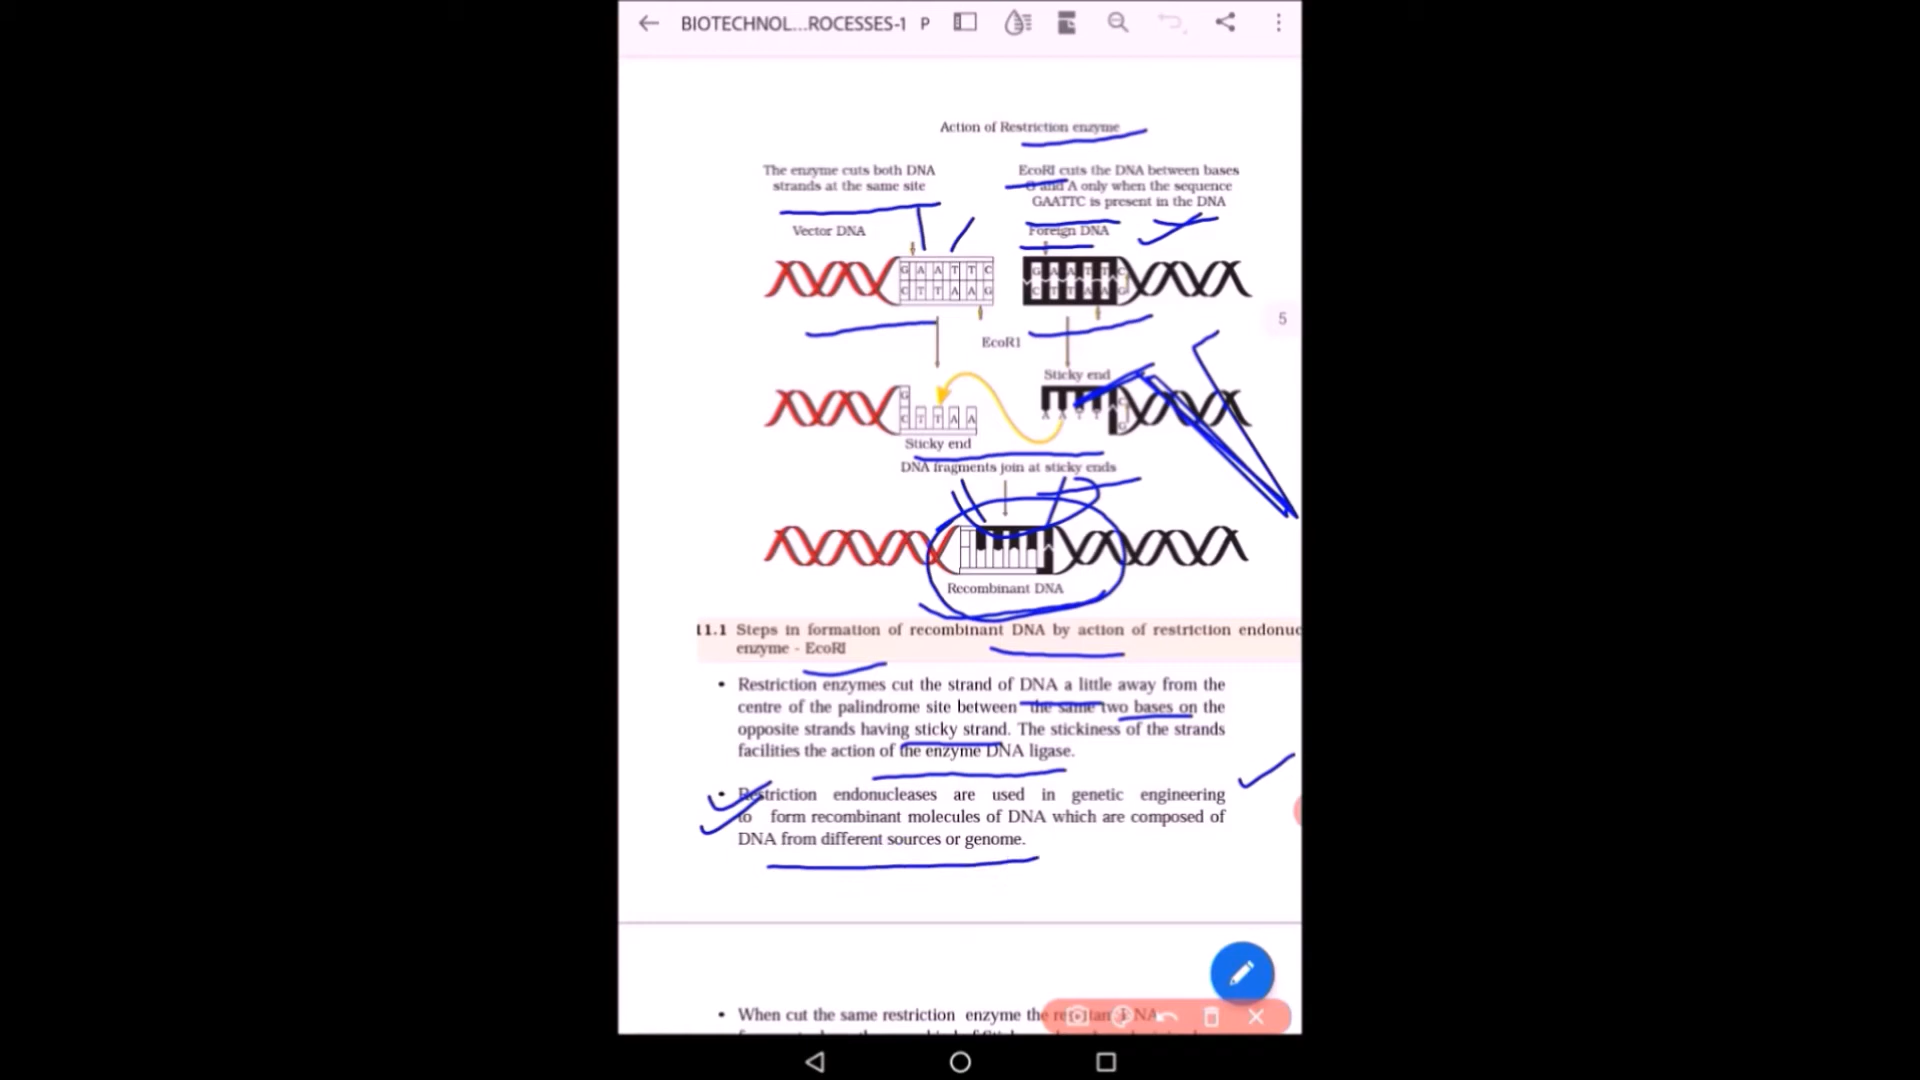 BIOTECHNOL...ROCESSES-1 P
Action of Restriction enzyme
The enzyme cuts both DNA
strands at the same site
EcoRI cuts the DNA between bases
G and A only when the sequence
GAATTC is present in the DNA
Vector DNA
Foreign DNA
G A A T T C
C T T A A G
G A A T T C
C T T A A G
5
EcoR1
Sticky end
G
C T T A A
A A T T
C
G
Sticky end
DNA fragments join at sticky ends
Recombinant DNA
11.1 Steps in formation of recombinant DNA by action of restriction endonuc
enzyme - EcoRI
• Restriction enzymes cut the strand of DNA a little away from the
centre of the palindrome site between the same two bases on the
opposite strands having sticky strand. The stickiness of the strands
facilities the action of the enzyme DNA ligase.
• Restriction endonucleases are used in genetic engineering
to form recombinant molecules of DNA which are composed of
DNA from different sources or genome.
• When cut the same restriction enzyme the